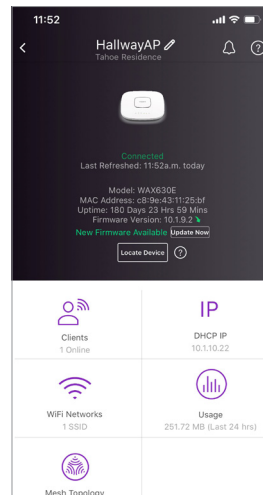 11:52
HallwayAP
Tahoe Residence
Connected
Last Refreshed: 11:52a.m. today
Model: WAX630E
MAC Address: c8:9e:43:11:25:bf
Uptime: 180 Days 23 Hrs 59 Mins
Firmware Version: 10.1.9.2
New Firmware Available Update Now
Locate Device ?
Clients
1 Online
IP
DHCP IP
10.1.10.22
WiFi Networks
1 SSID
Usage
251.72 MB (Last 24 hrs)
Mesh Topology